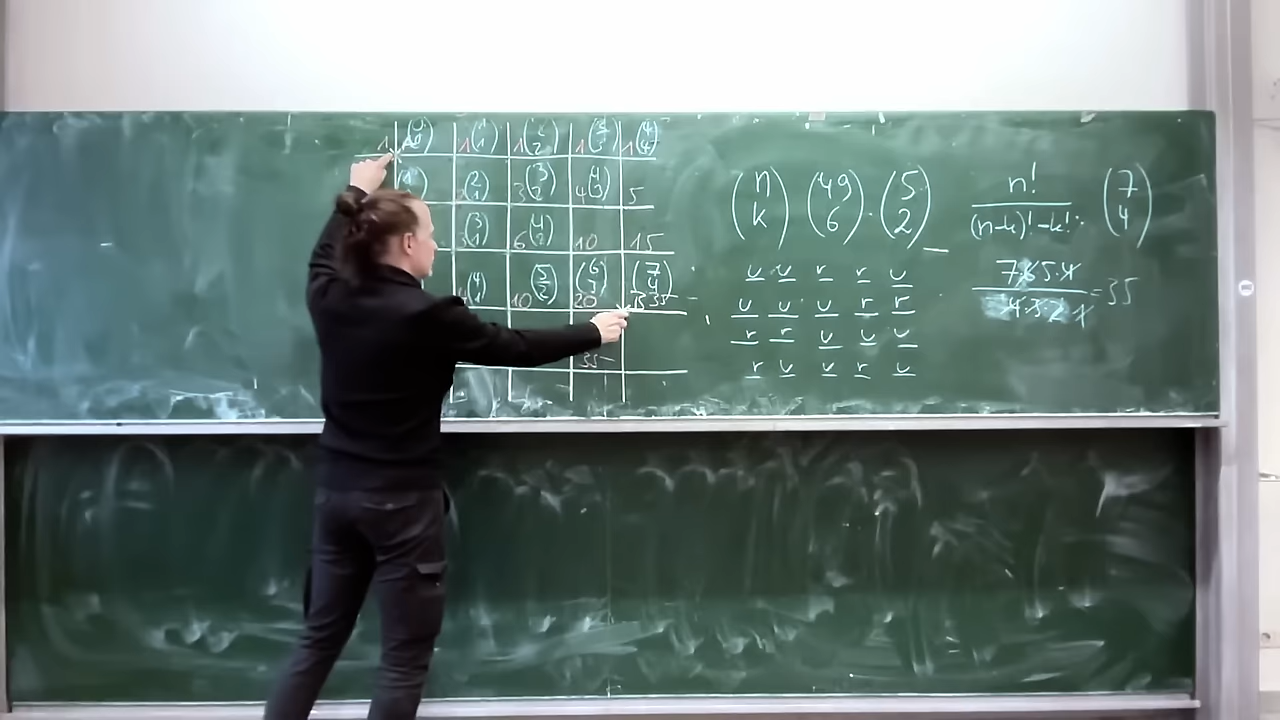 1 (0 0) 1 (1 1) 1 (2 2) 1 (3 3) 1 (4 4)
(2 1) 3 (3 2) 4 (4 3) 5
3 (3 1) 6 (4 2) 10 15
4 (4 1) 10 (5 2) 20 (6 3) (7 4) 35
35
(n k) (49 6) (5 2)
u u r r u
u u u r r
r r u u u
r u u r u
n! / (n-k)!-k! (7 4)
7·6·5·4 / 4·3·2·1 = 35